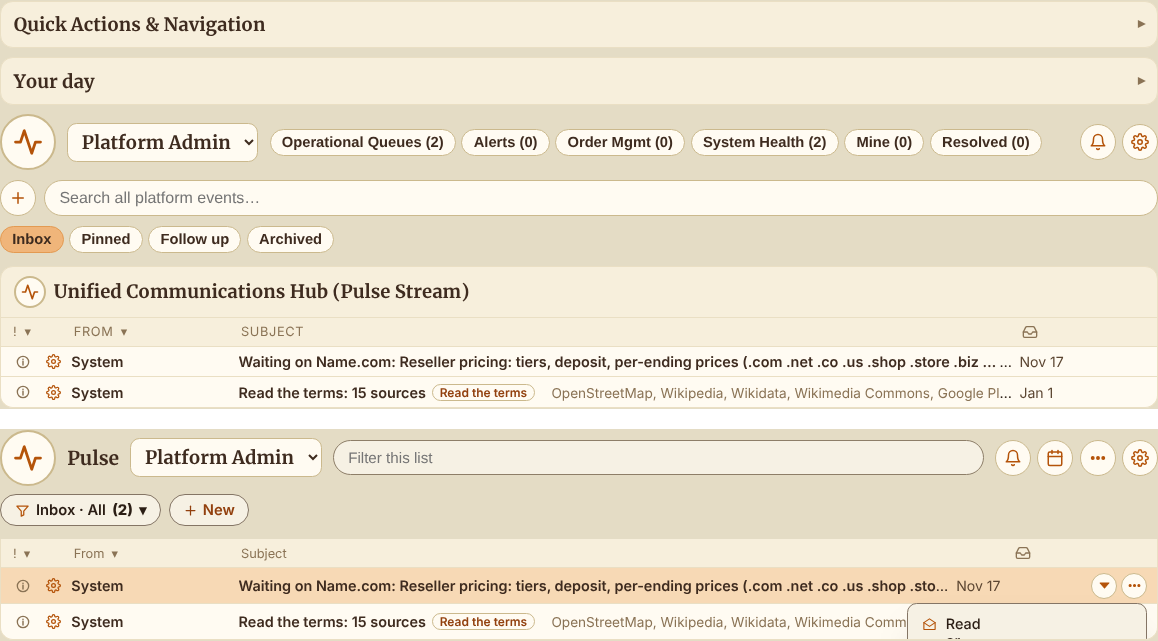 Quick Actions & Navigation
Your day
Platform Admin Operational Queues (2) Alerts (0) Order Mgmt (0) System Health (2) Mine (0) Resolved (0)
Search all platform events…
Inbox Pinned Follow up Archived
Unified Communications Hub (Pulse Stream)
! FROM SUBJECT
System Waiting on Name.com: Reseller pricing: tiers, deposit, per-ending prices (.com .net .co .us .shop .store .biz … … Nov 17
System Read the terms: 15 sources Read the terms OpenStreetMap, Wikipedia, Wikidata, Wikimedia Commons, Google Pl… Jan 1
Pulse Platform Admin Filter this list
Inbox · All (2) + New
! From Subject
System Waiting on Name.com: Reseller pricing: tiers, deposit, per-ending prices (.com .net .co .us .shop .sto… Nov 17
System Read the terms: 15 sources Read the terms OpenStreetMap, Wikipedia, Wikidata, Wikimedia Comm
Read